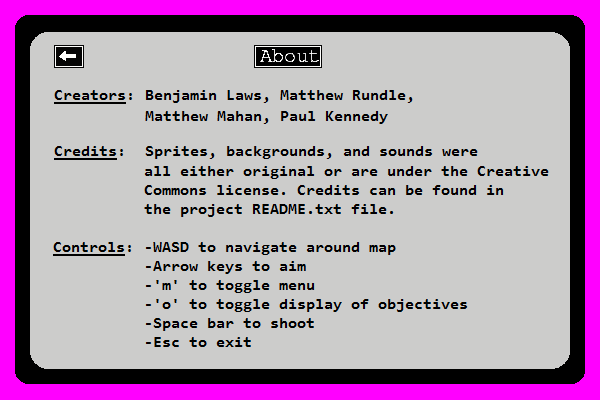 About
Creators: Benjamin Laws, Matthew Rundle,
Matthew Mahan, Paul Kennedy
Credits: Sprites, backgrounds, and sounds were
all either original or are under the Creative
Commons license. Credits can be found in
the project README.txt file.
Controls: -WASD to navigate around map
-Arrow keys to aim
-'m' to toggle menu
-'o' to toggle display of objectives
-Space bar to shoot
-Esc to exit